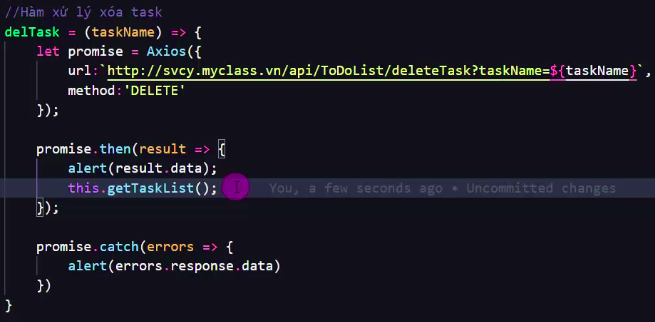 //Hàm xử lý xóa task
delTask = (taskName) => {
let promise = Axios({
url:`http://svcy.myclass.vn/api/ToDoList/deleteTask?taskName=${taskName}`,
method:'DELETE'
});
promise.then(result => {
alert(result.data);
this.getTaskList(); You, a few seconds ago • Uncommitted changes
});
promise.catch(errors => {
alert(errors.response.data)
})
}